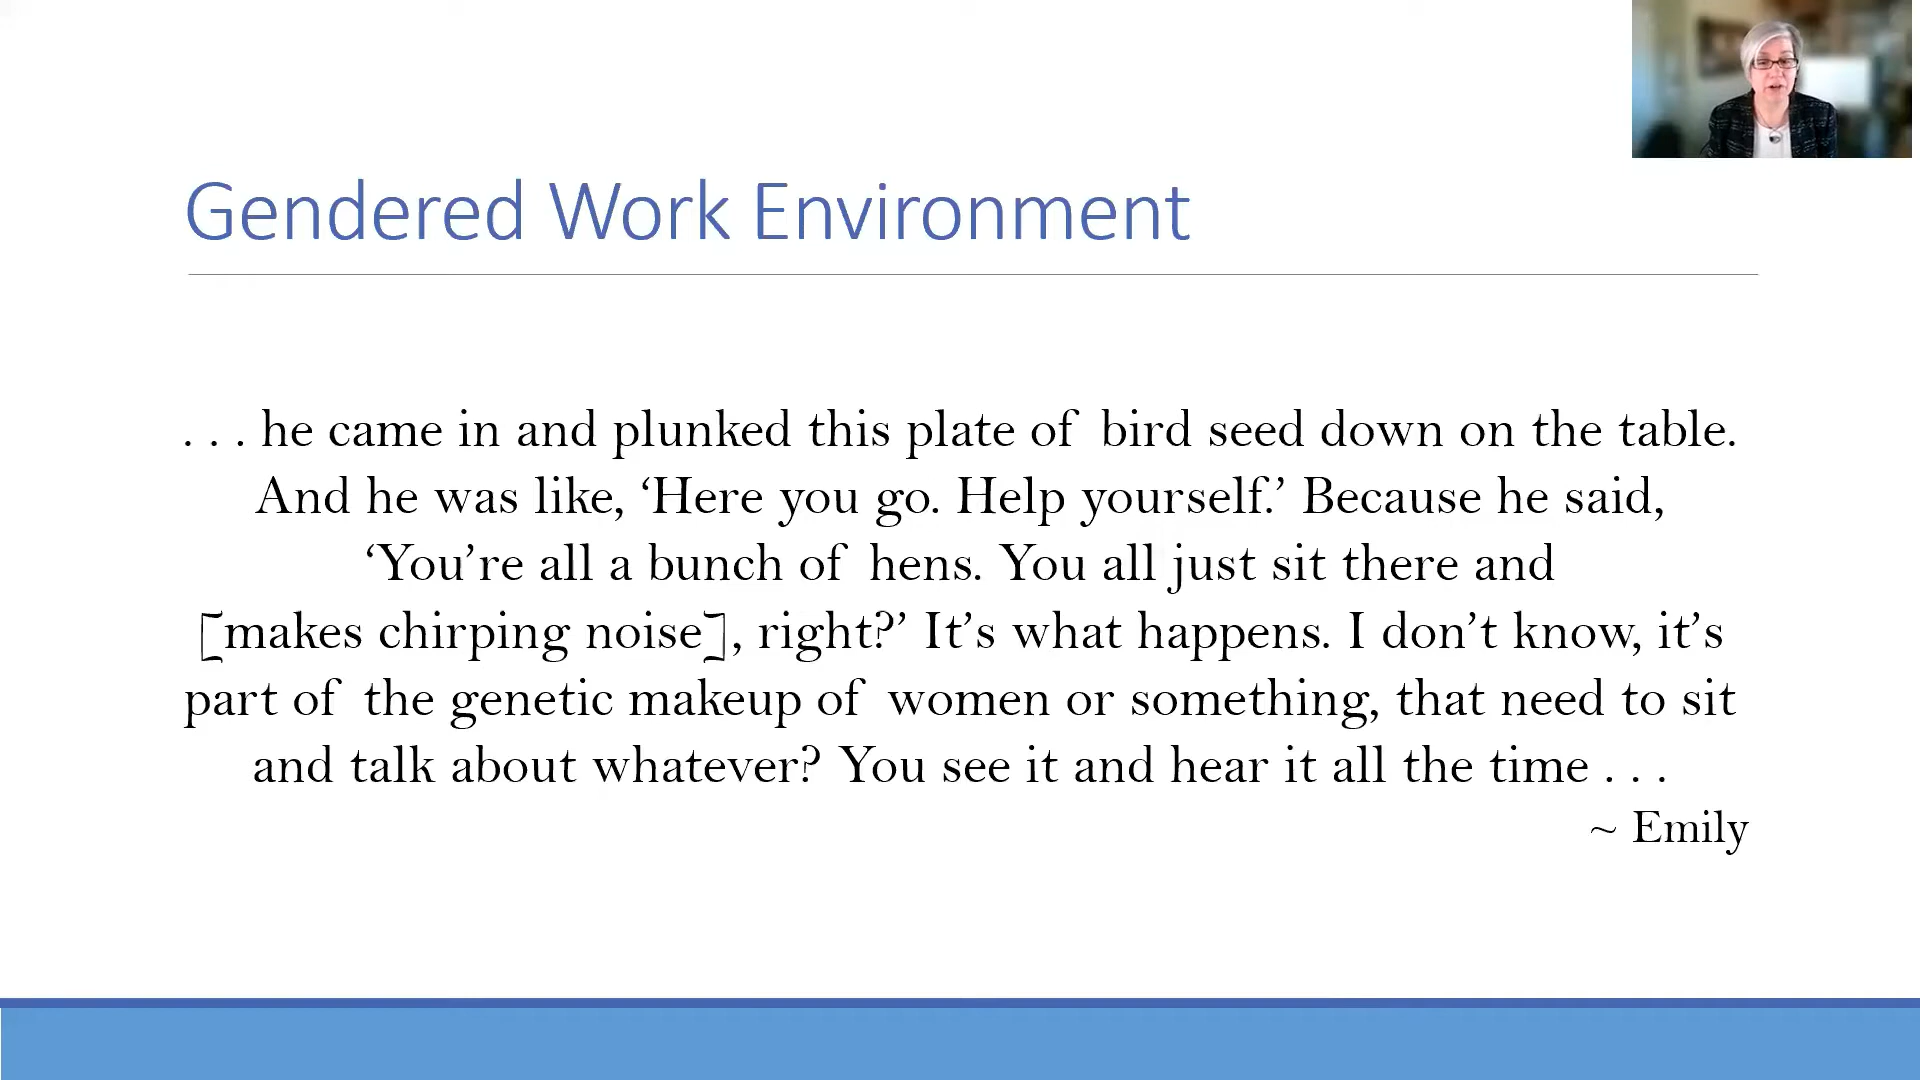 Gendered Work Environment
. . . he came in and plunked this plate of bird seed down on the table.
And he was like, ‘Here you go. Help yourself.’ Because he said,
‘You’re all a bunch of hens. You all just sit there and
[makes chirping noise], right?’ It’s what happens. I don’t know, it’s
part of the genetic makeup of women or something, that need to sit
and talk about whatever? You see it and hear it all the time . . .
~ Emily